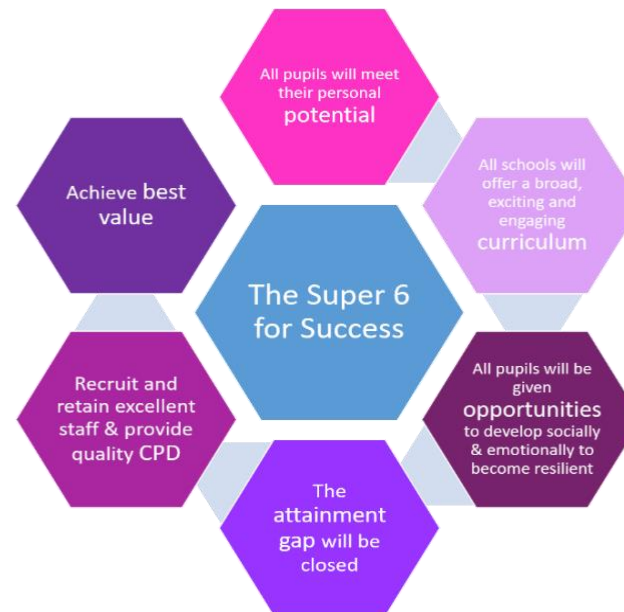 All pupils will meet
their personal
potential
All schools will
offer a broad,
exciting and
engaging
curriculum
All pupils will be
given
opportunities
to develop socially
& emotionally to
become resilient
The
attainment
gap will be
closed
Recruit and
retain excellent
staff & provide
quality CPD
Achieve best
value
The Super 6
for Success